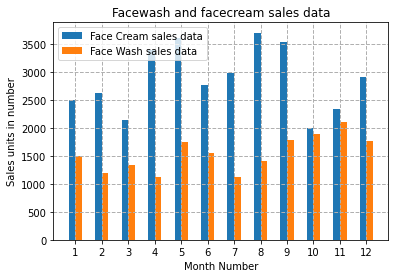 Facewash and facecream sales data
Face Cream sales data
Face Wash sales data
Sales units in number
3500
3000
2500
2000
1500
1000
500
0
1 2 3 4 5 6 7 8 9 10 11 12
Month Number